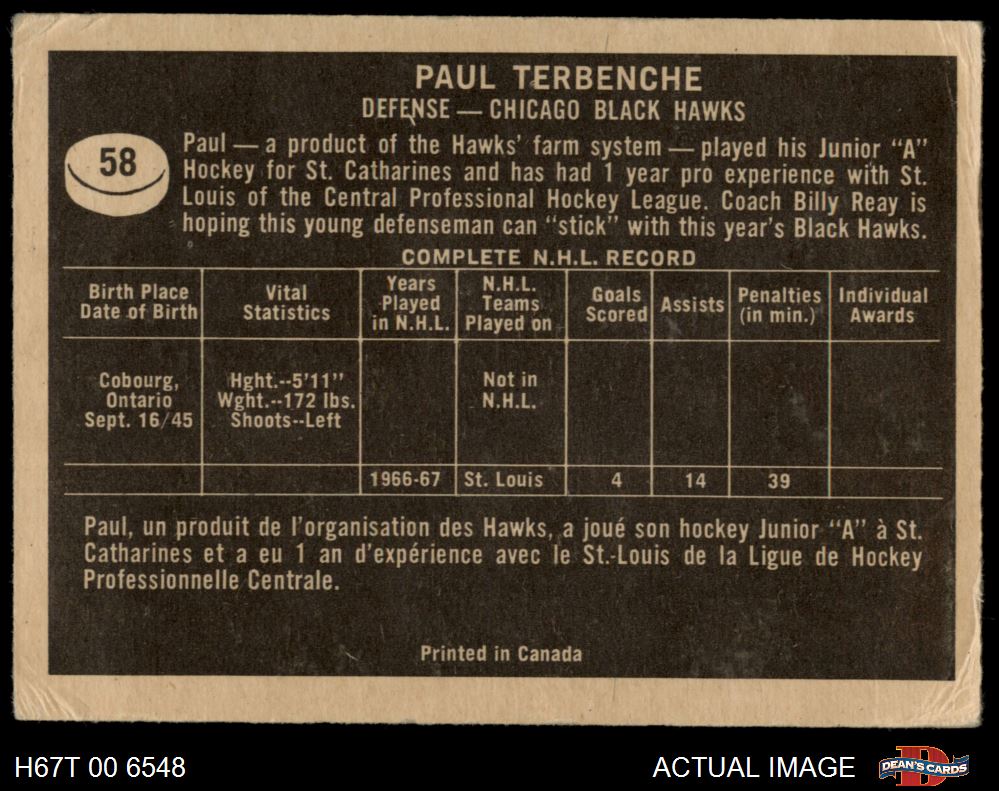 PAUL TERBENCHE
DEFENSE — CHICAGO BLACK HAWKS
58
Paul — a product of the Hawks' farm system — played his Junior "A"
Hockey for St. Catharines and has had 1 year pro experience with St.
Louis of the Central Professional Hockey League. Coach Billy Reay is
hoping this young defenseman can "stick" with this year's Black Hawks.
COMPLETE N.H.L. RECORD
Birth Place
Date of Birth
Vital
Statistics
Years
Played
in N.H.L.
N.H.L.
Teams
Played on
Goals
Scored
Assists
Penalties
(in min.)
Individual
Awards
Cobourg,
Ontario
Sept. 16/45
Hght.--5'11"
Wght.--172 lbs.
Shoots--Left
Not in
N.H.L.
1966-67 St. Louis 4 14 39
Paul, un produit de l'organisation des Hawks, a joué son hockey Junior "A" à St.
Catharines et a eu 1 an d'expérience avec le St.-Louis de la Ligue de Hockey
Professionnelle Centrale.
Printed in Canada
H67T 00 6548
ACTUAL IMAGE
D
DEAN'S CARDS